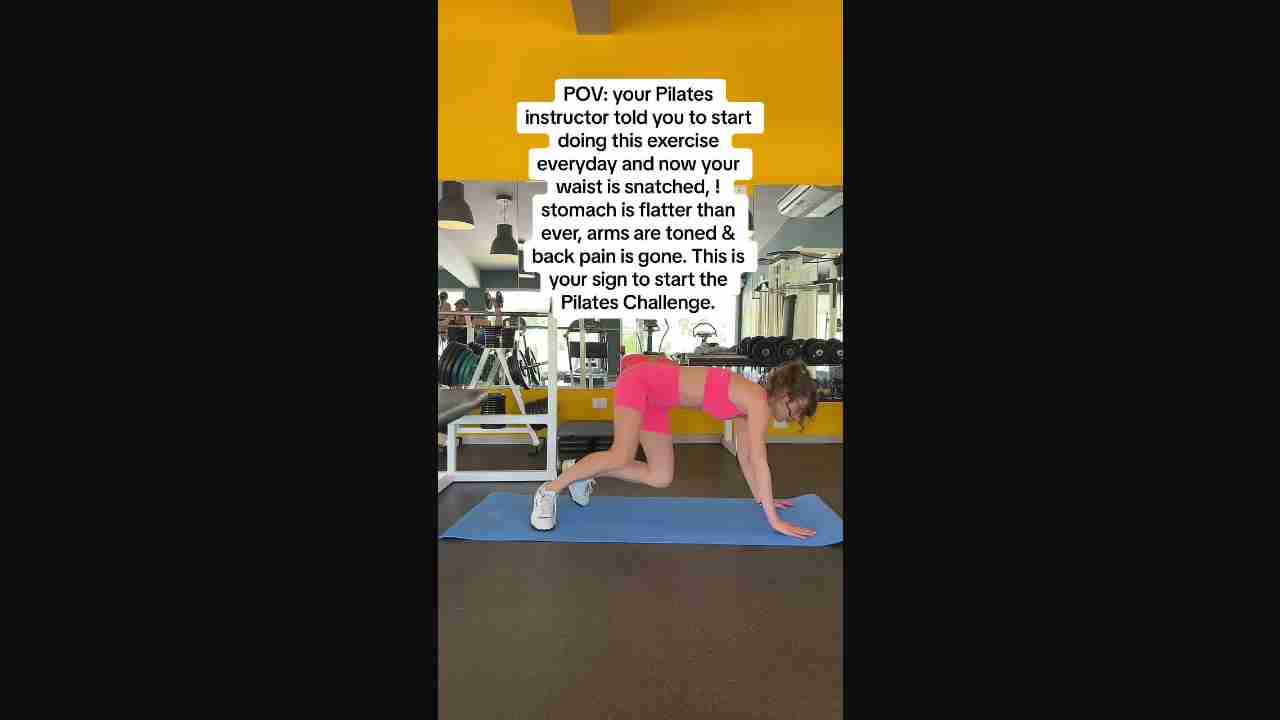 POV: your Pilates
instructor told you to start
doing this exercise
everyday and now your
waist is snatched, !
stomach is flatter than
ever, arms are toned &
back pain is gone. This is
your sign to start the
Pilates Challenge.